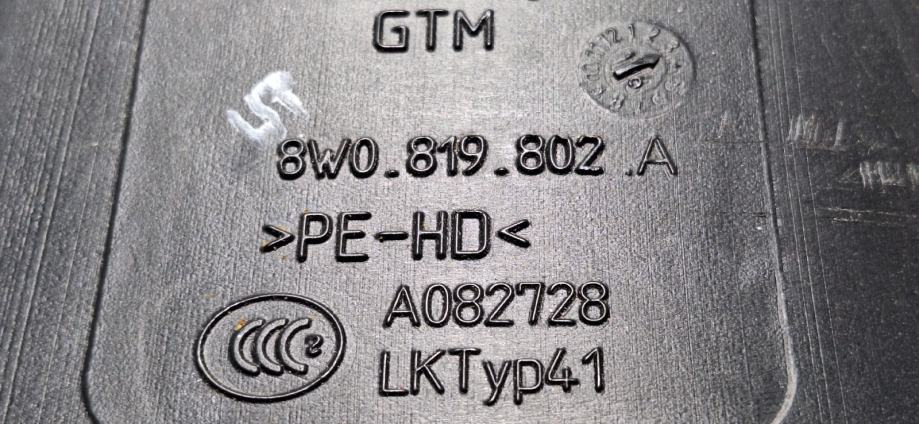 GTM
8W0.819.802 .A
>PE-HD<
A082728
LKTyp41